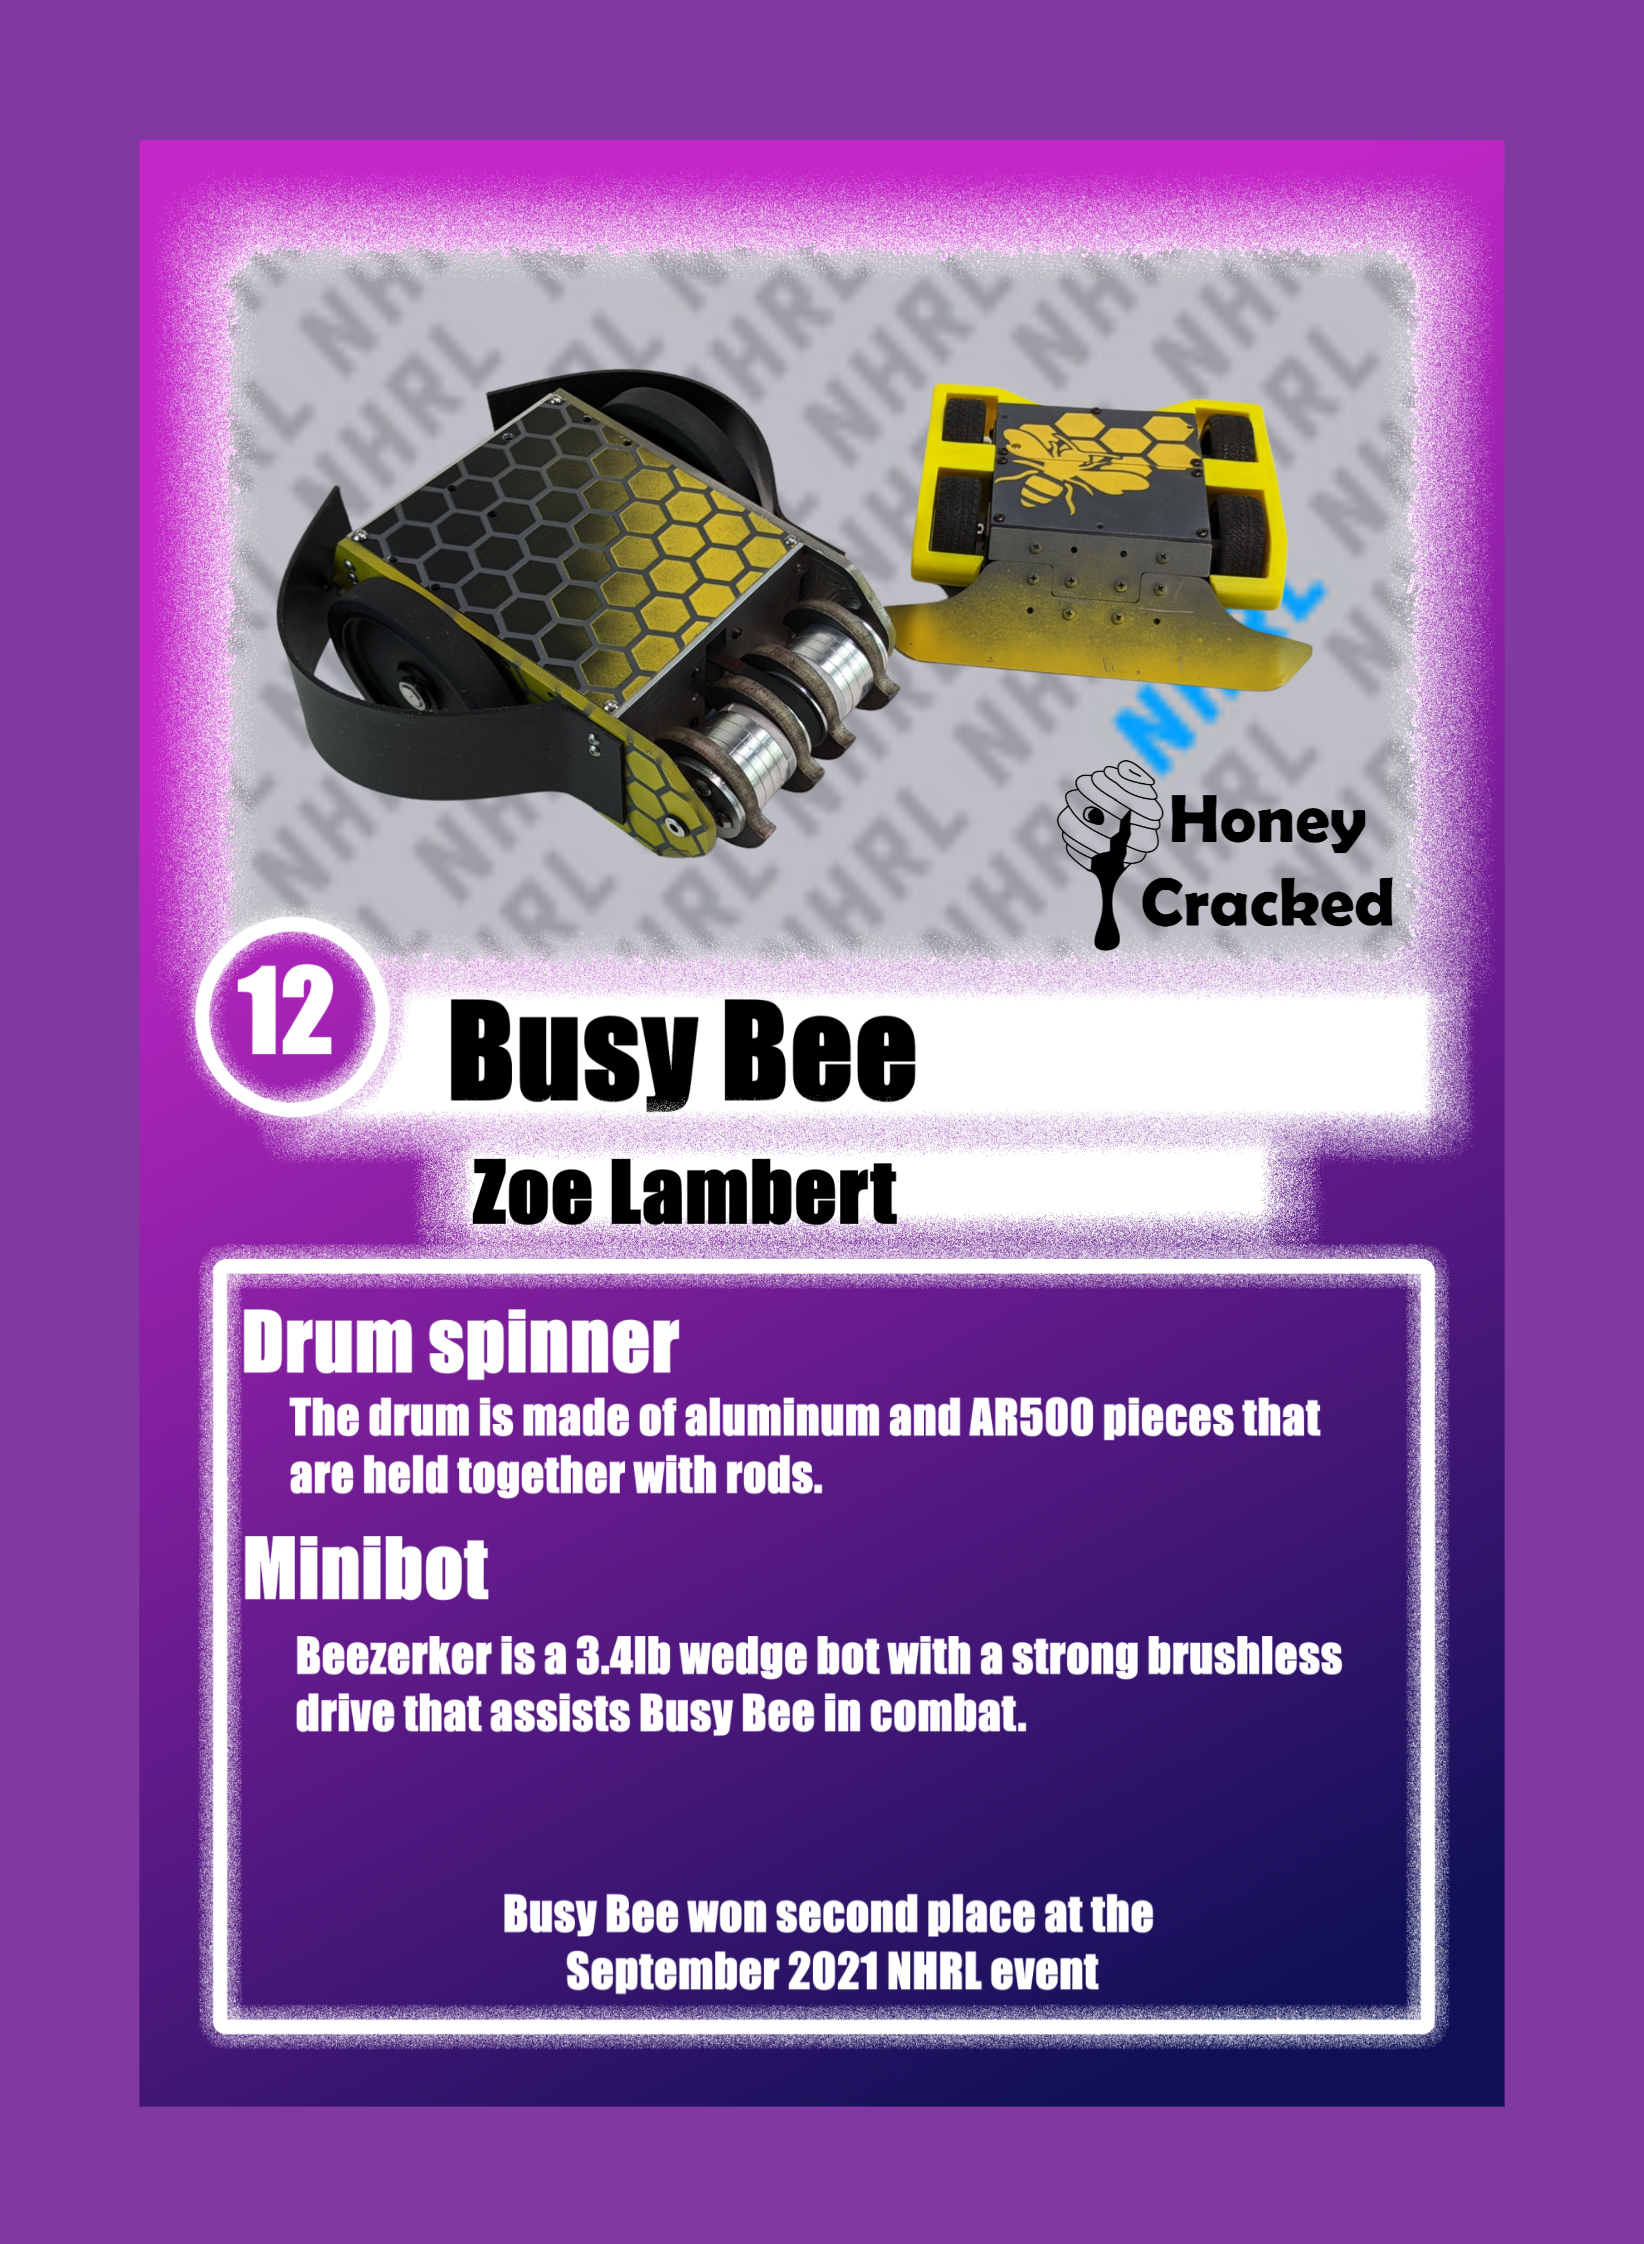 NHRL
Honey
Cracked
12
Busy Bee
Zoe Lambert
Drum spinner
The drum is made of aluminum and AR500 pieces that
are held together with rods.
Minibot
Beezerker is a 3.4lb wedge bot with a strong brushless
drive that assists Busy Bee in combat.
Busy Bee won second place at the
September 2021 NHRL event